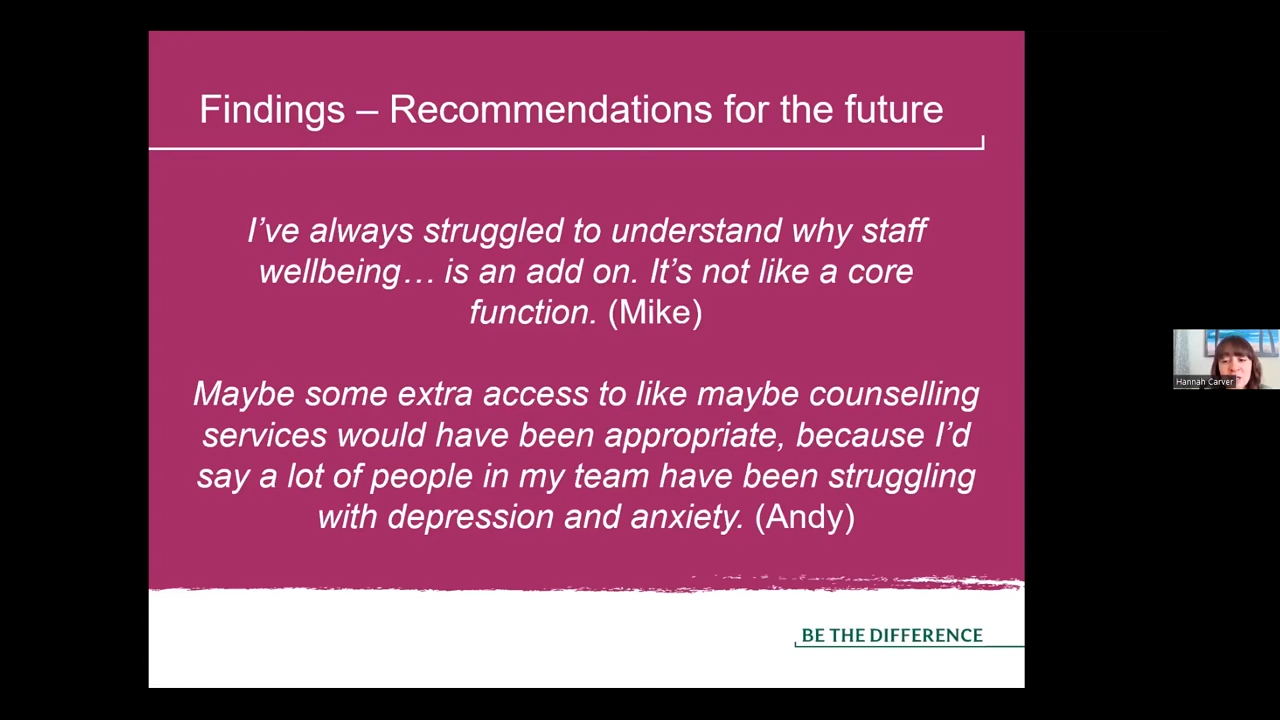 Findings – Recommendations for the future
I’ve always struggled to understand why staff
wellbeing… is an add on. It’s not like a core
function. (Mike)
Maybe some extra access to like maybe counselling
services would have been appropriate, because I’d
say a lot of people in my team have been struggling
with depression and anxiety. (Andy)
Hannah Carver
BE THE DIFFERENCE